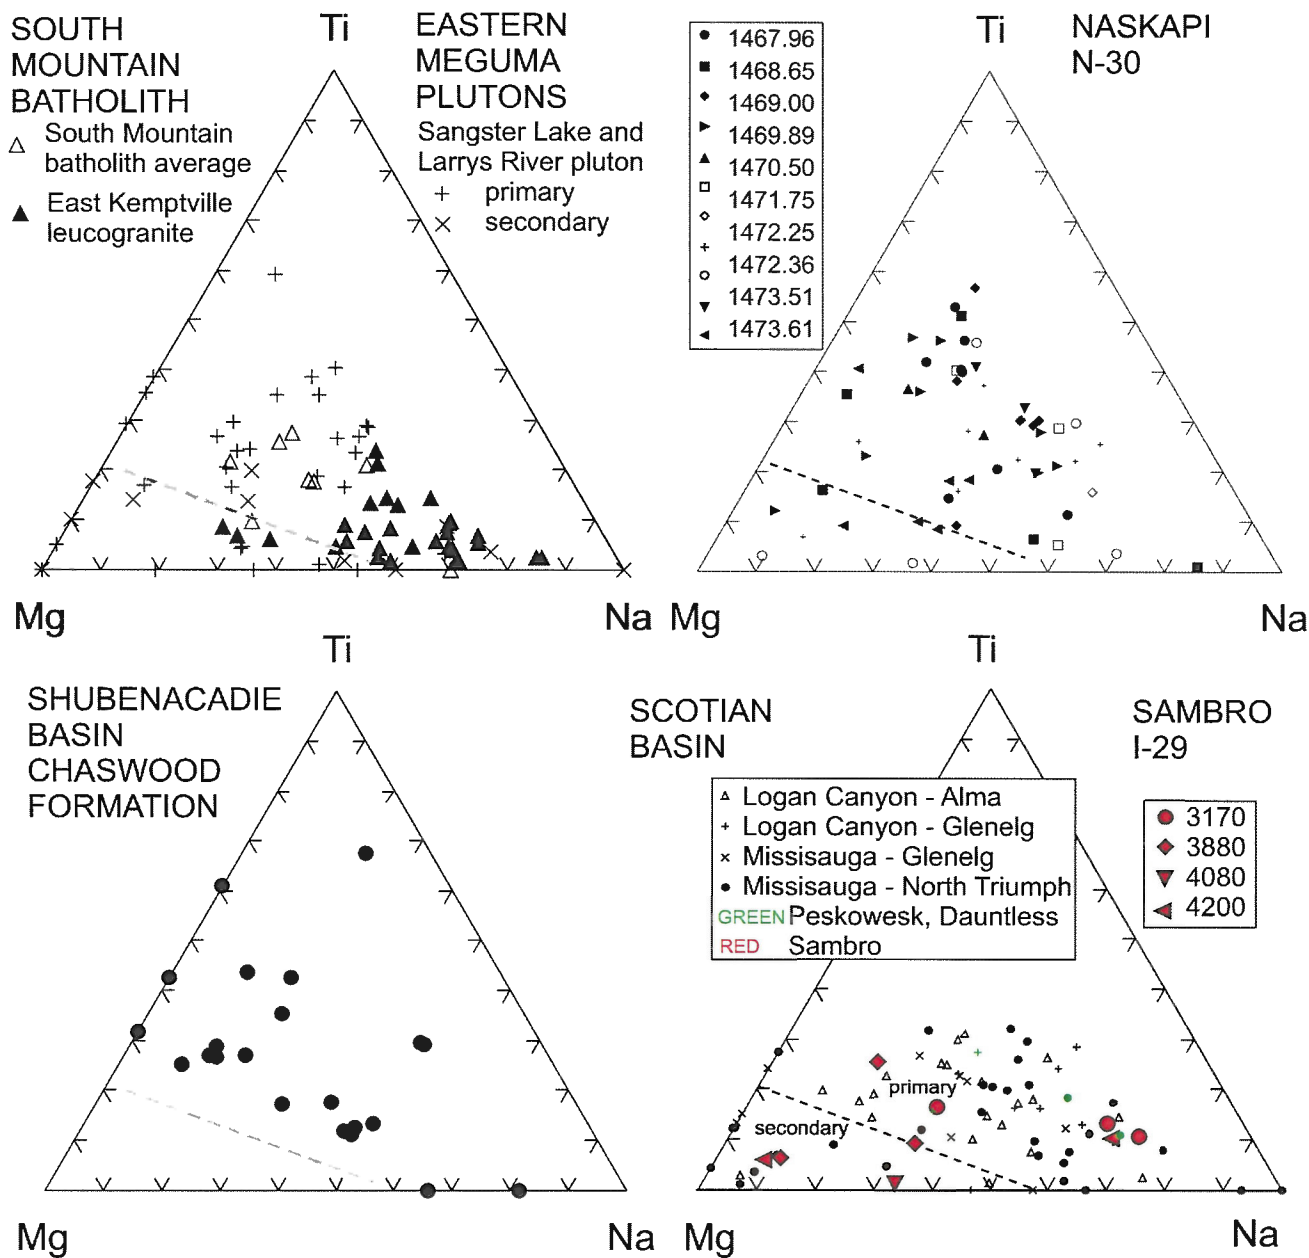 SOUTH
MOUNTAIN
BATHOLITH
South Mountain
batholith average
East Kemptville
leucogranite
Ti
EASTERN
MEGUMA
PLUTONS
Sangster Lake and
Larrys River pluton
primary
secondary
Mg
Na
1467.96
1468.65
1469.00
1469.89
1470.50
1471.75
1472.25
1472.36
1473.51
1473.61
Ti
NASKAPI
N-30
Mg
Na
SHUBENACADIE
BASIN
CHASWOOD
FORMATION
Ti
Mg
Na
SCOTIAN
BASIN
Ti
SAMBRO
I-29
Logan Canyon - Alma
Logan Canyon - Glenelg
Missisauga - Glenelg
Missisauga - North Triumph
GREEN Peskowesk, Dauntless
RED Sambro
3170
3880
4080
4200
primary
secondary
Mg
Na